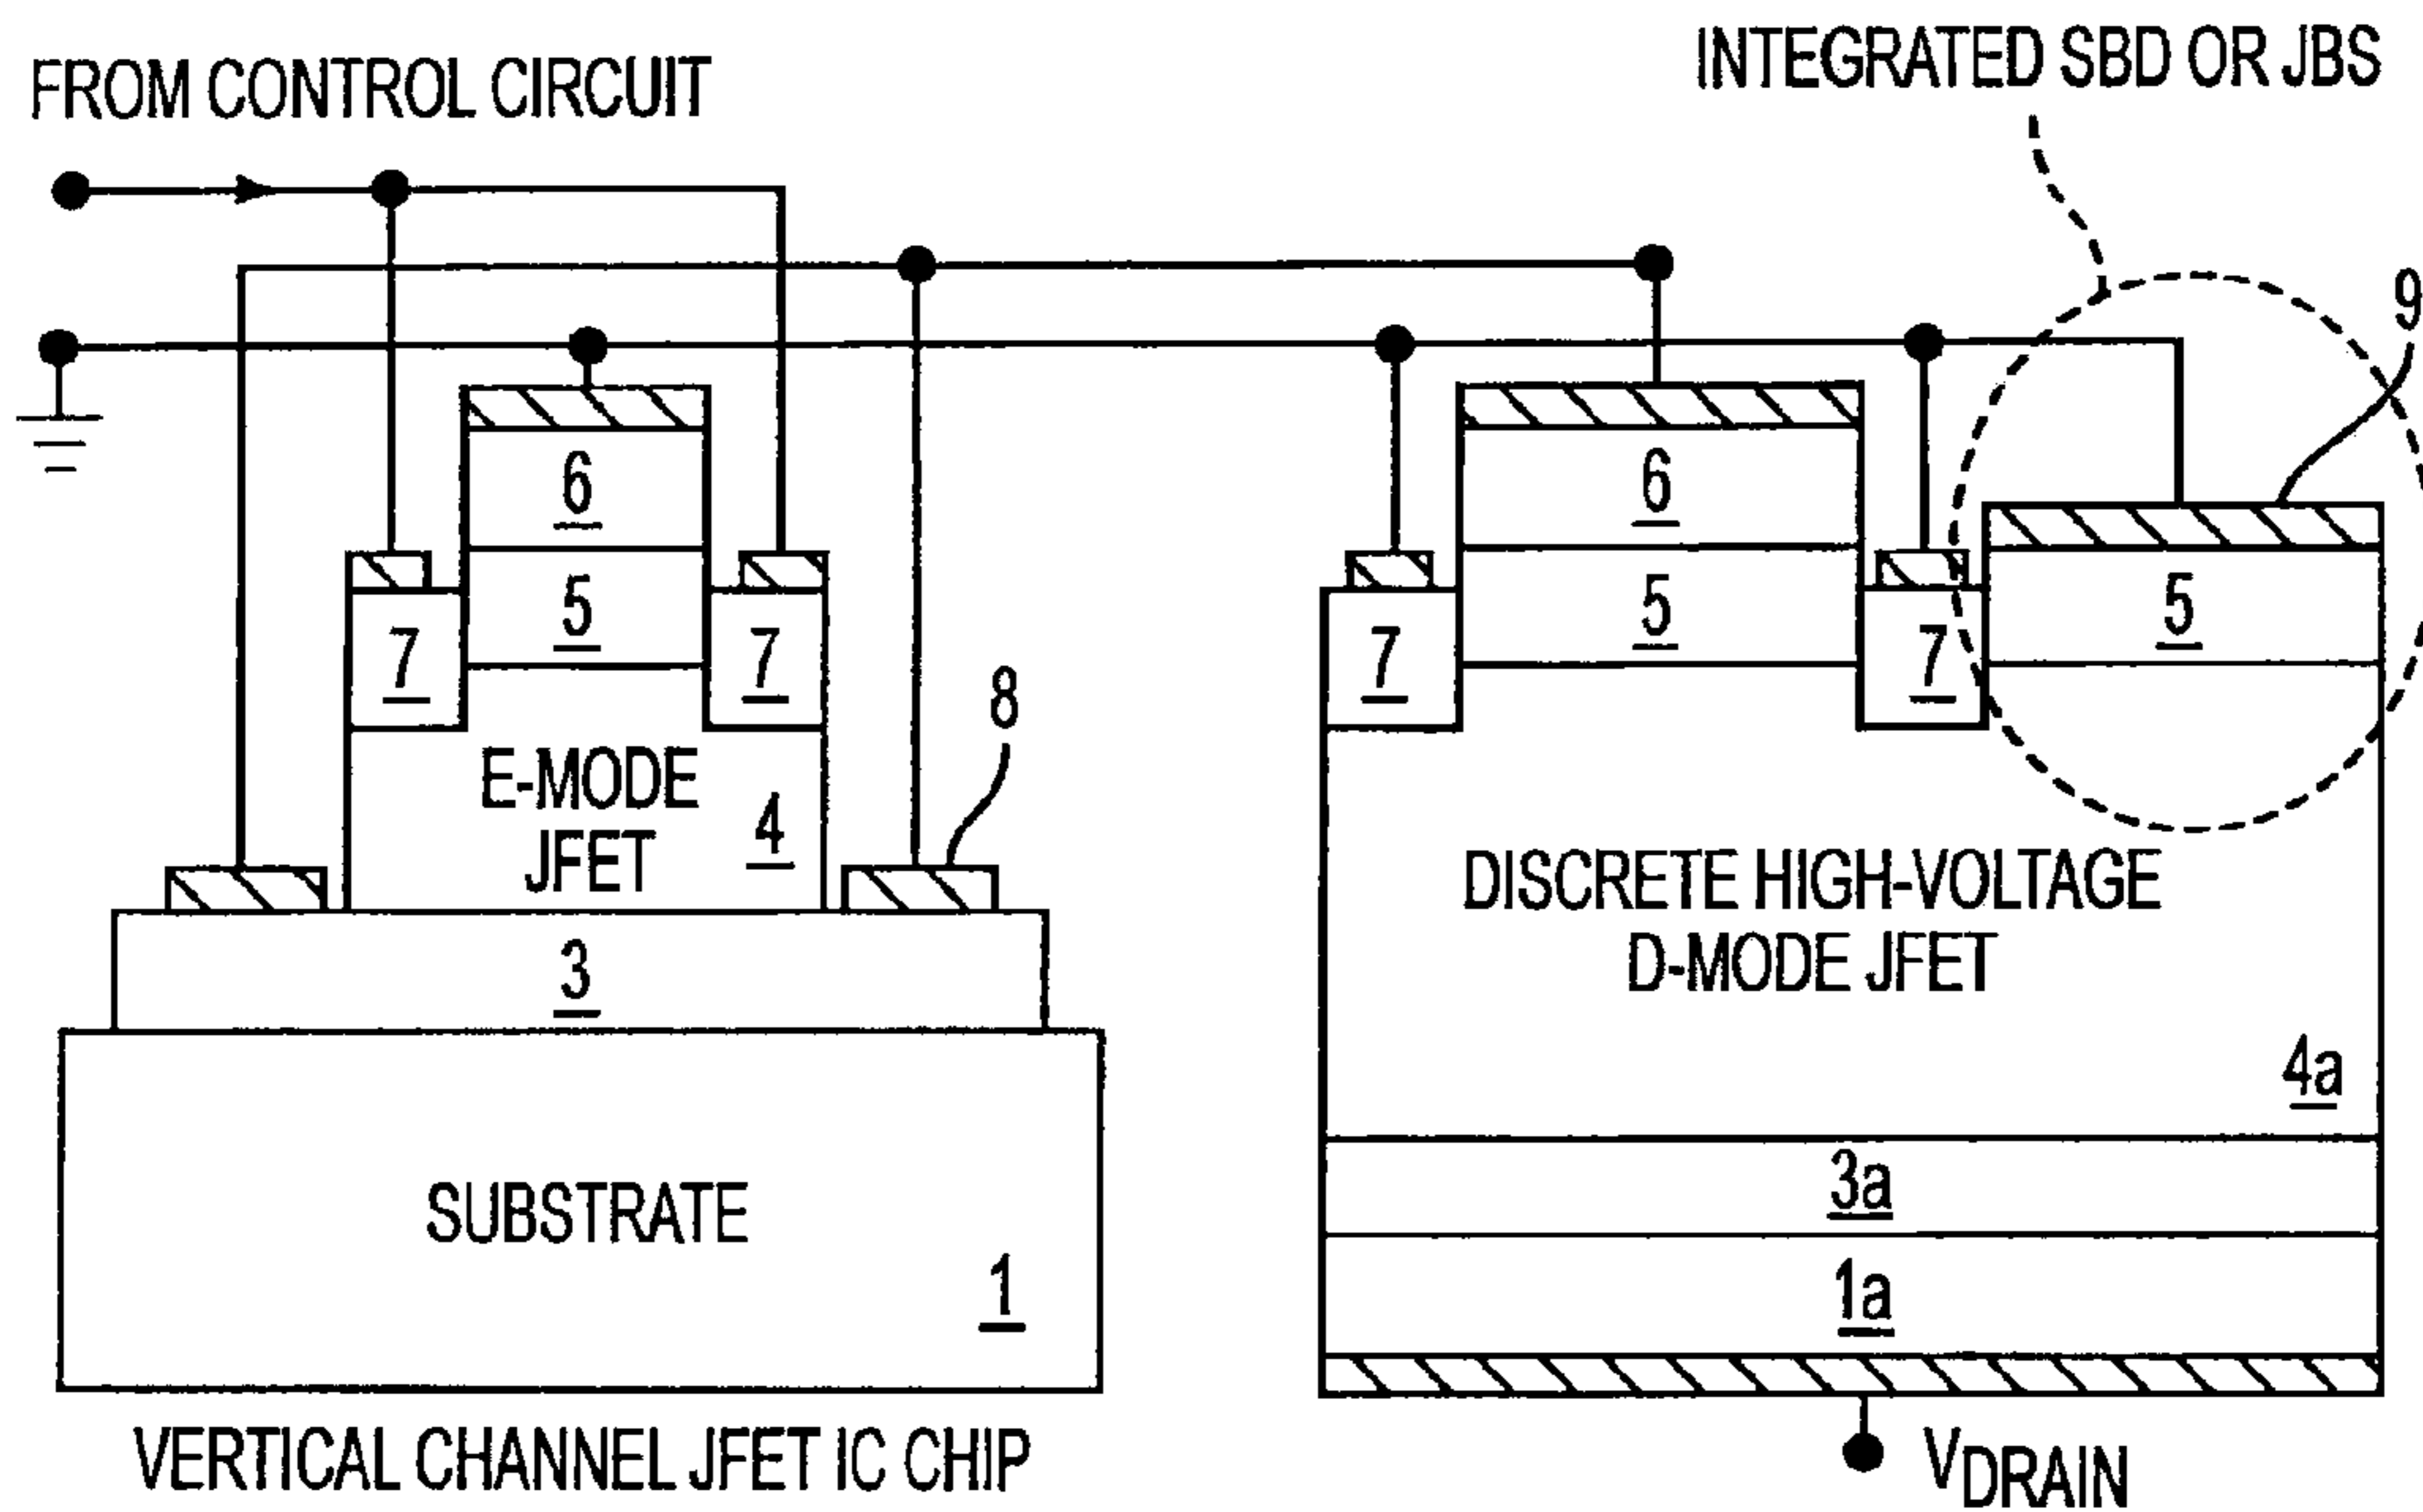 FROM CONTROL CIRCUIT
INTEGRATED SBD OR JBS
9
6
5
7
7
8
E-MODE
JFET
4
3
SUBSTRATE
1
VERTICAL CHANNEL JFET IC CHIP
6
5
5
7
7
DISCRETE HIGH-VOLTAGE
D-MODE JFET
4a
3a
1a
VDRAIN